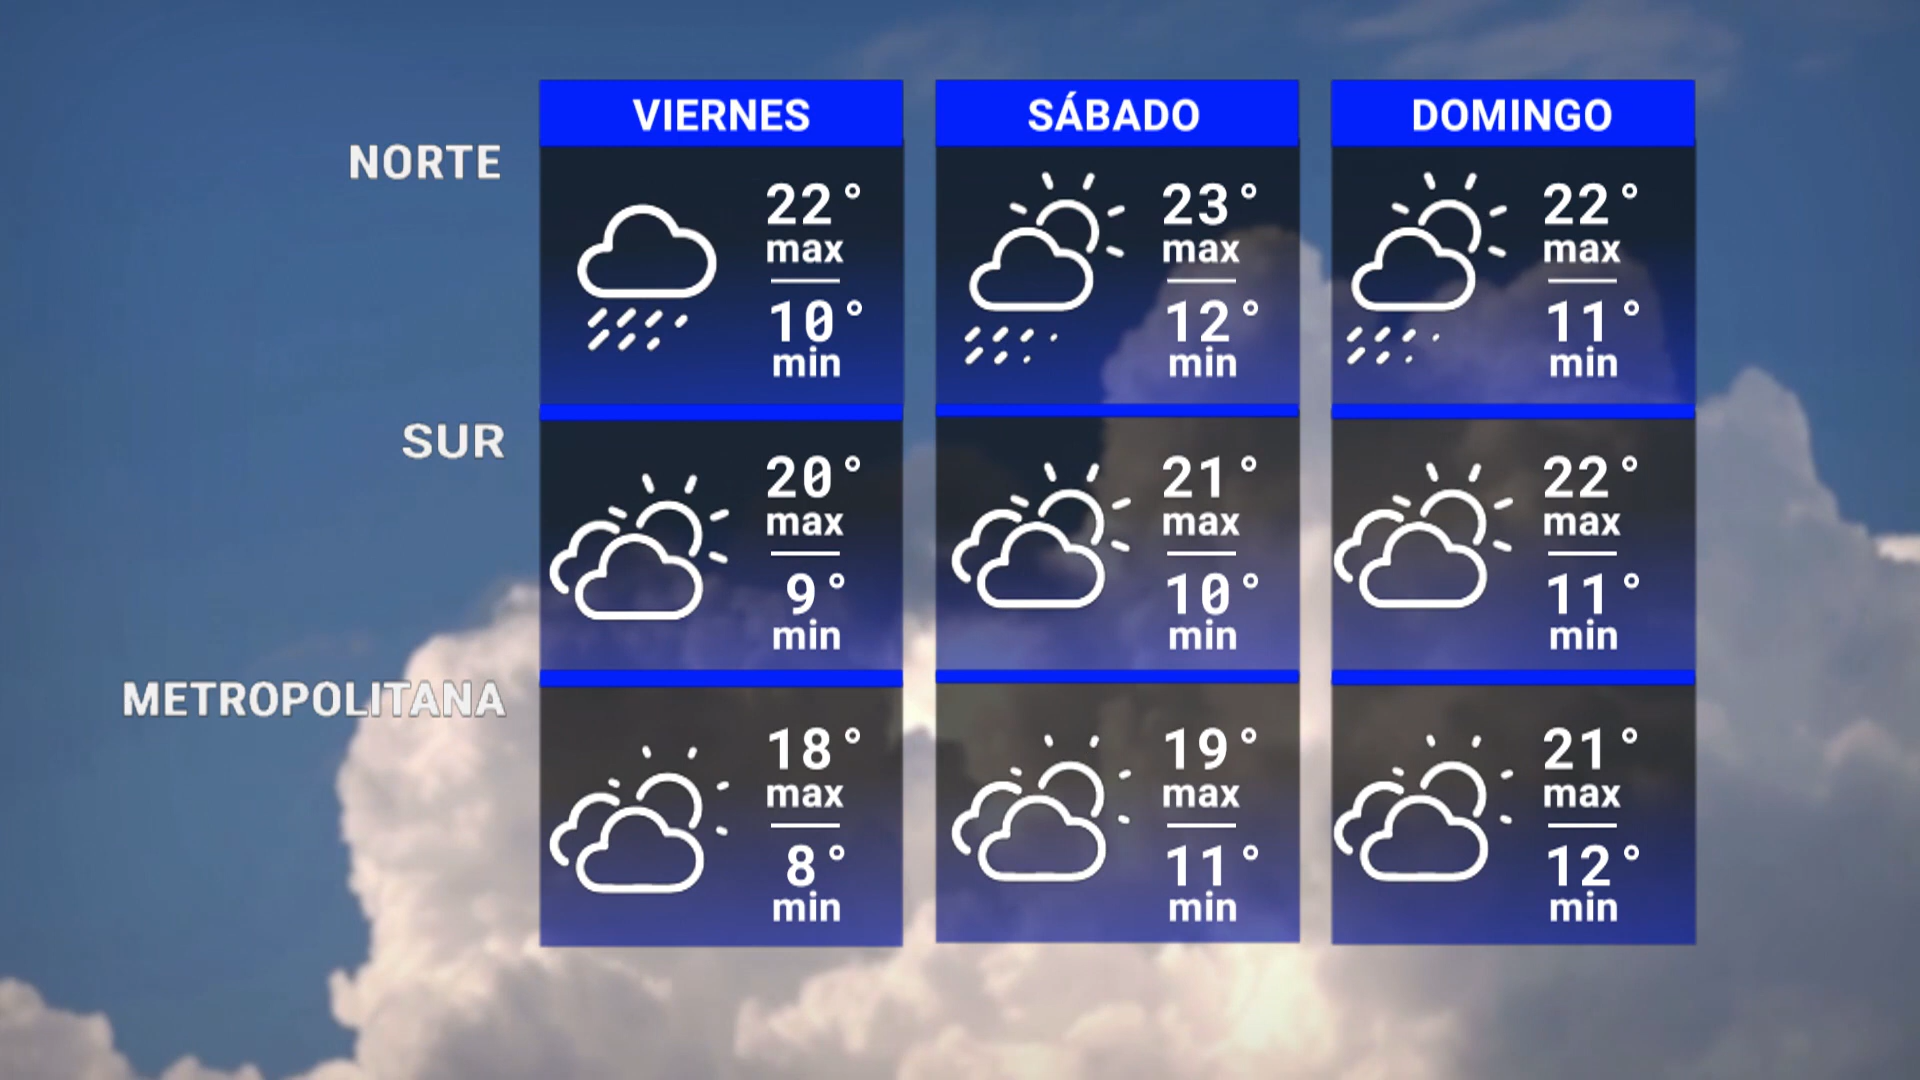 VIERNES
SÁBADO
DOMINGO
NORTE
22°
max
10°
min
23°
max
12°
min
22°
max
11°
min
SUR
20°
max
9°
min
21°
max
10°
min
22°
max
11°
min
METROPOLITANA
18°
max
8°
min
19°
max
11°
min
21°
max
12°
min